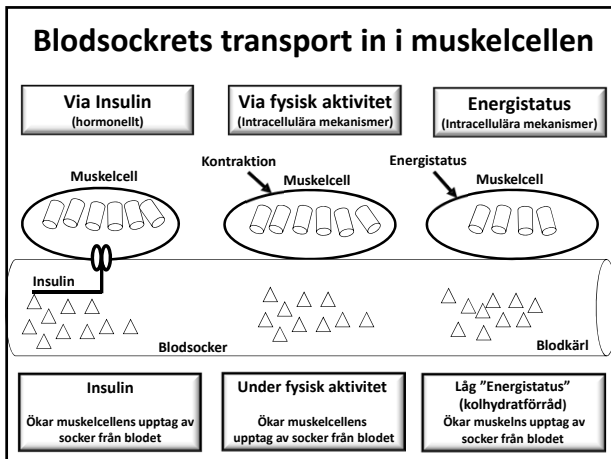 Blodsockrets transport in i muskelcellen
Via Insulin
(hormonellt)
Via fysisk aktivitet
(Intracellulära mekanismer)
Energistatus
(Intracellulära mekanismer)
Kontraktion
Energistatus
Muskelcell
Muskelcell
Muskelcell
Insulin
Blodsocker
Blodkärl
Insulin
Ökar muskelcellens upptag av
socker från blodet
Under fysisk aktivitet
Ökar muskelcellens
upptag av socker från blodet
Låg ”Energistatus”
(kolhydratförråd)
Ökar muskelns upptag av
socker från blodet